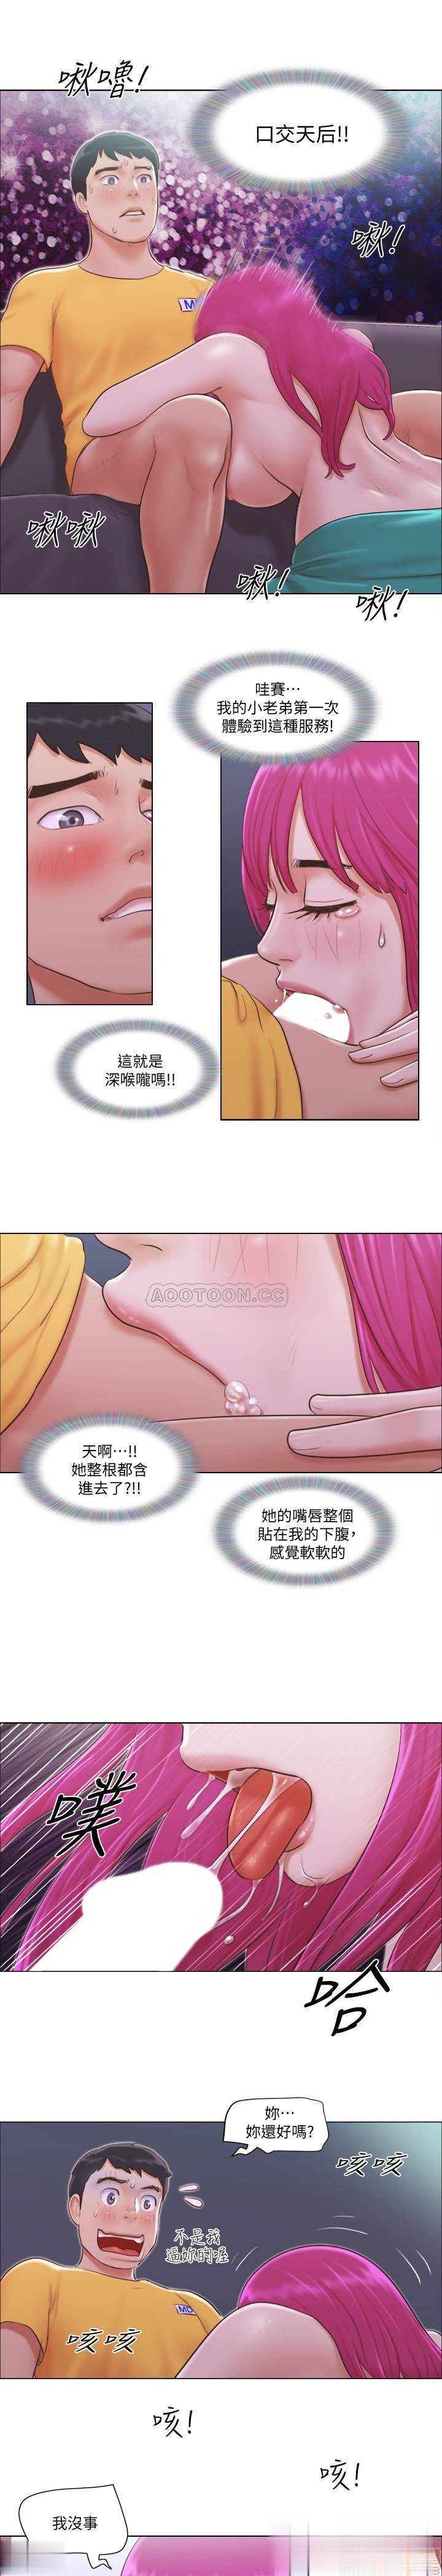 啾嚕!
口交天后!!
啾!
MD
啾啾
啾!
啾!
哇賽…
我的小老弟第一次
體驗到這種服務!
這就是
深喉嚨嗎!!
AOOTOON.CC
天啊…!!
她整根都含
進去了?!!
她的嘴唇整個
貼在我的下腹,
感覺軟軟的
噗
哈
妳…
妳還好嗎?
咳咳
不是我
逼妳的喔
MD
咳咳
咳!
咳!
我沒事